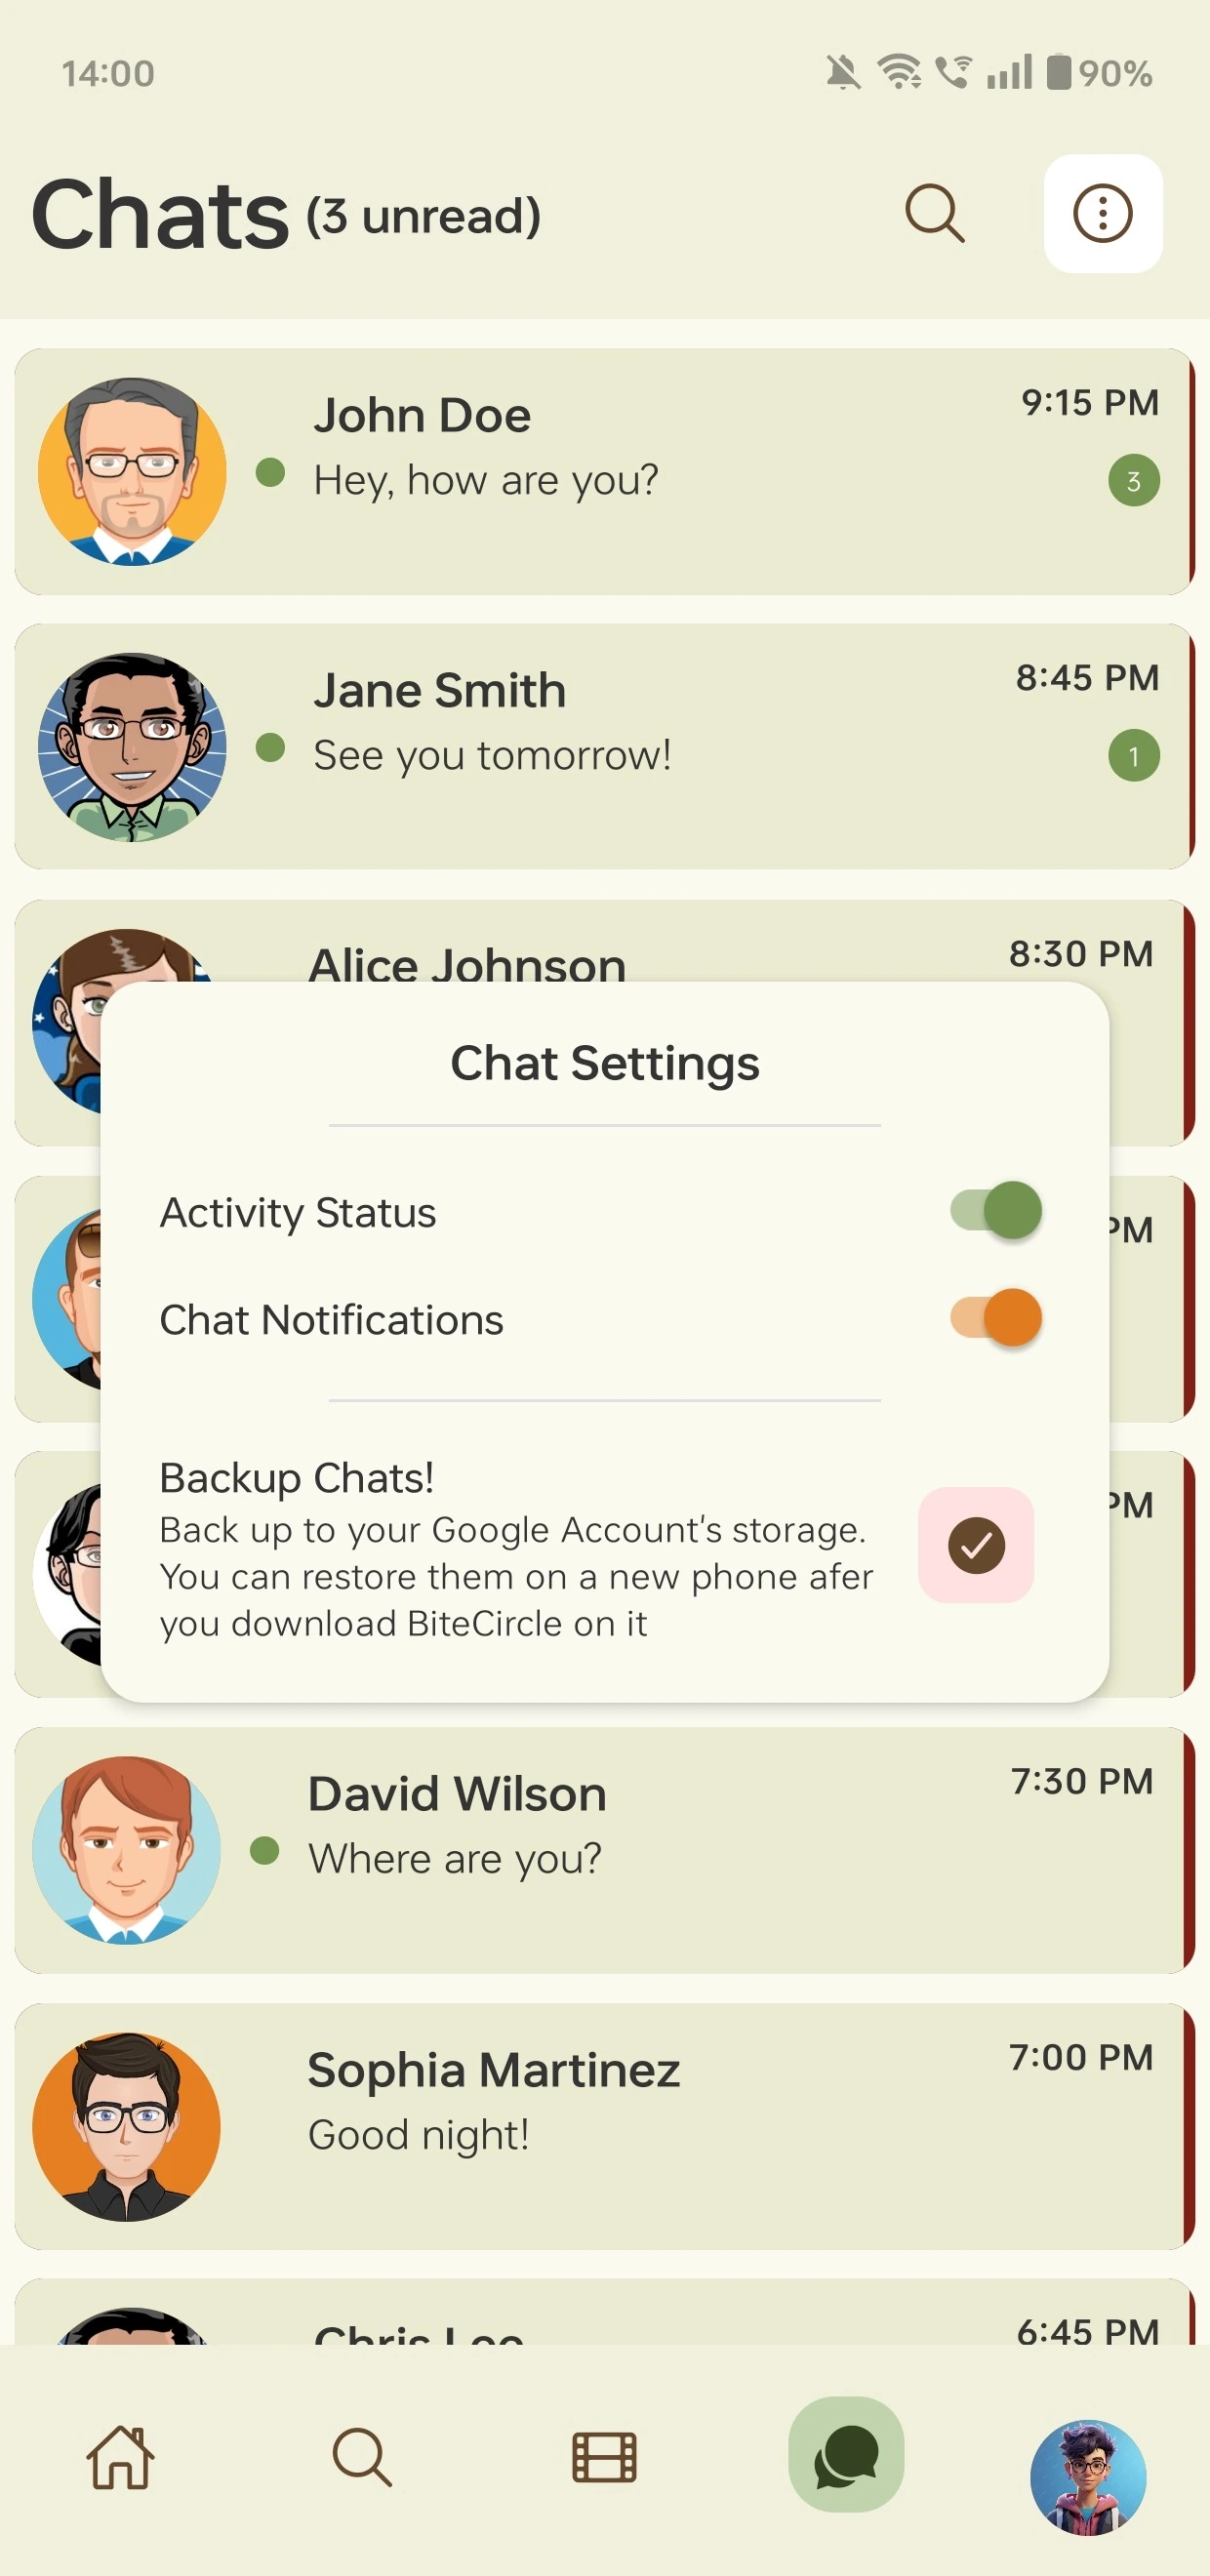 14:00
90%
Chats (3 unread)
John Doe
9:15 PM
Hey, how are you?
3
Jane Smith
8:45 PM
See you tomorrow!
1
Alice Johnson
8:30 PM
Chat Settings
Activity Status
PM
Chat Notifications
Backup Chats!
PM
Back up to your Google Account's storage.
You can restore them on a new phone afer
you download BiteCircle on it
David Wilson
7:30 PM
Where are you?
Sophia Martinez
7:00 PM
Good night!
Chris Lee
6:45 PM